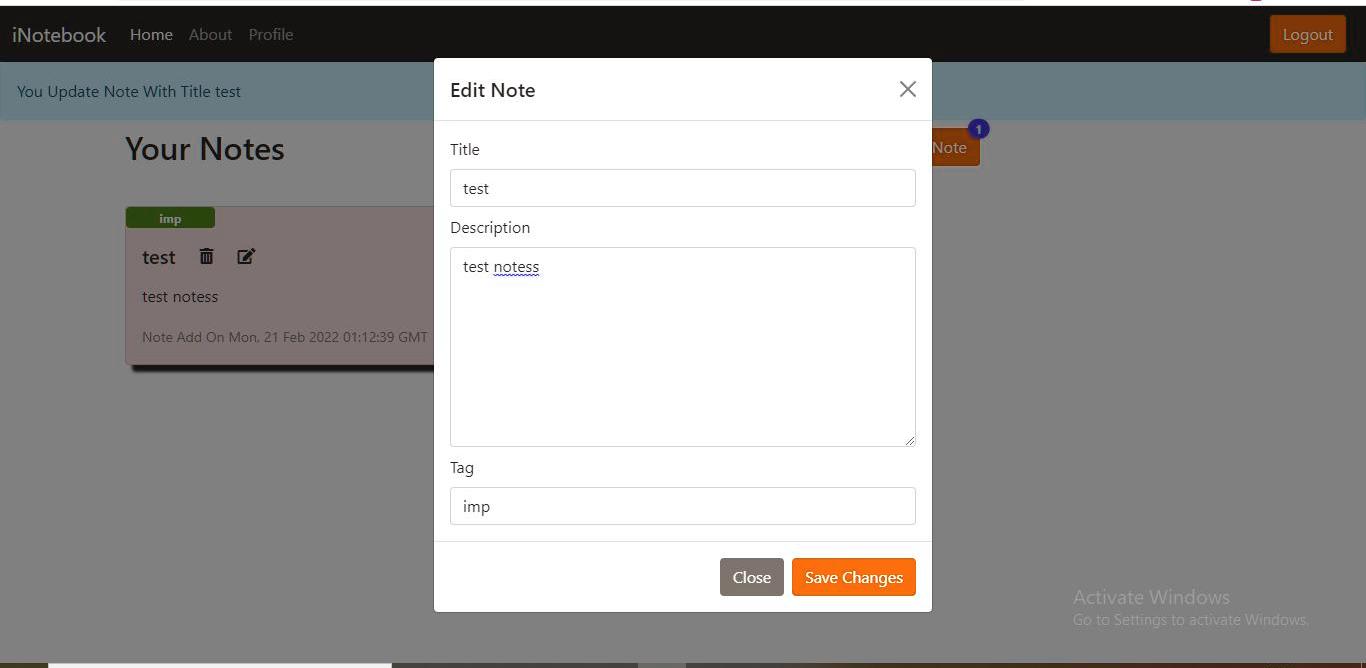 iNotebook Home About Profile Logout
You Update Note With Title test
Edit Note
Your Notes
Note 1
imp
test
test notess
Note Add On Mon, 21 Feb 2022 01:12:39 GMT
Title
test
Description
test notess
Tag
imp
Close Save Changes
Activate Windows
Go to Settings to activate Windows.